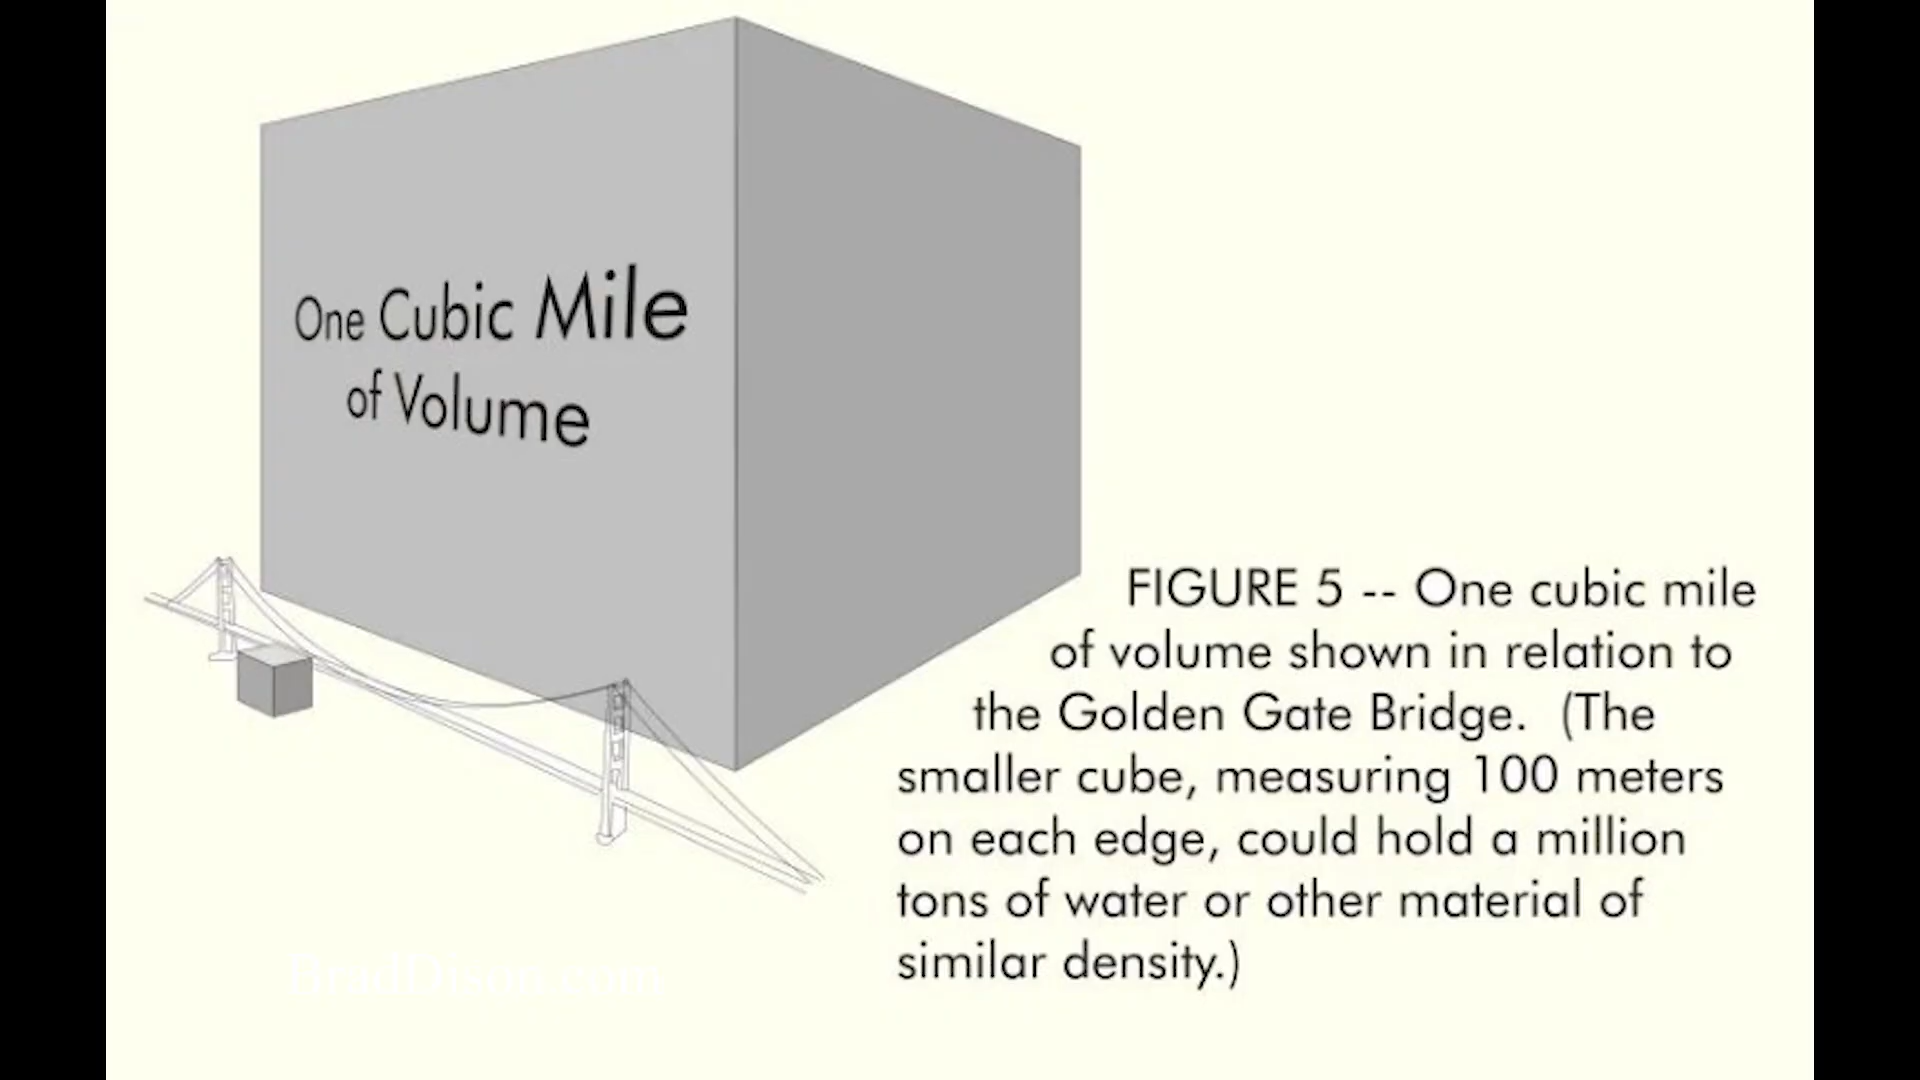 One Cubic Mile
of Volume
FIGURE 5 -- One cubic mile
of volume shown in relation to
the Golden Gate Bridge. (The
smaller cube, measuring 100 meters
on each edge, could hold a million
tons of water or other material of
similar density.)
BradDison.com